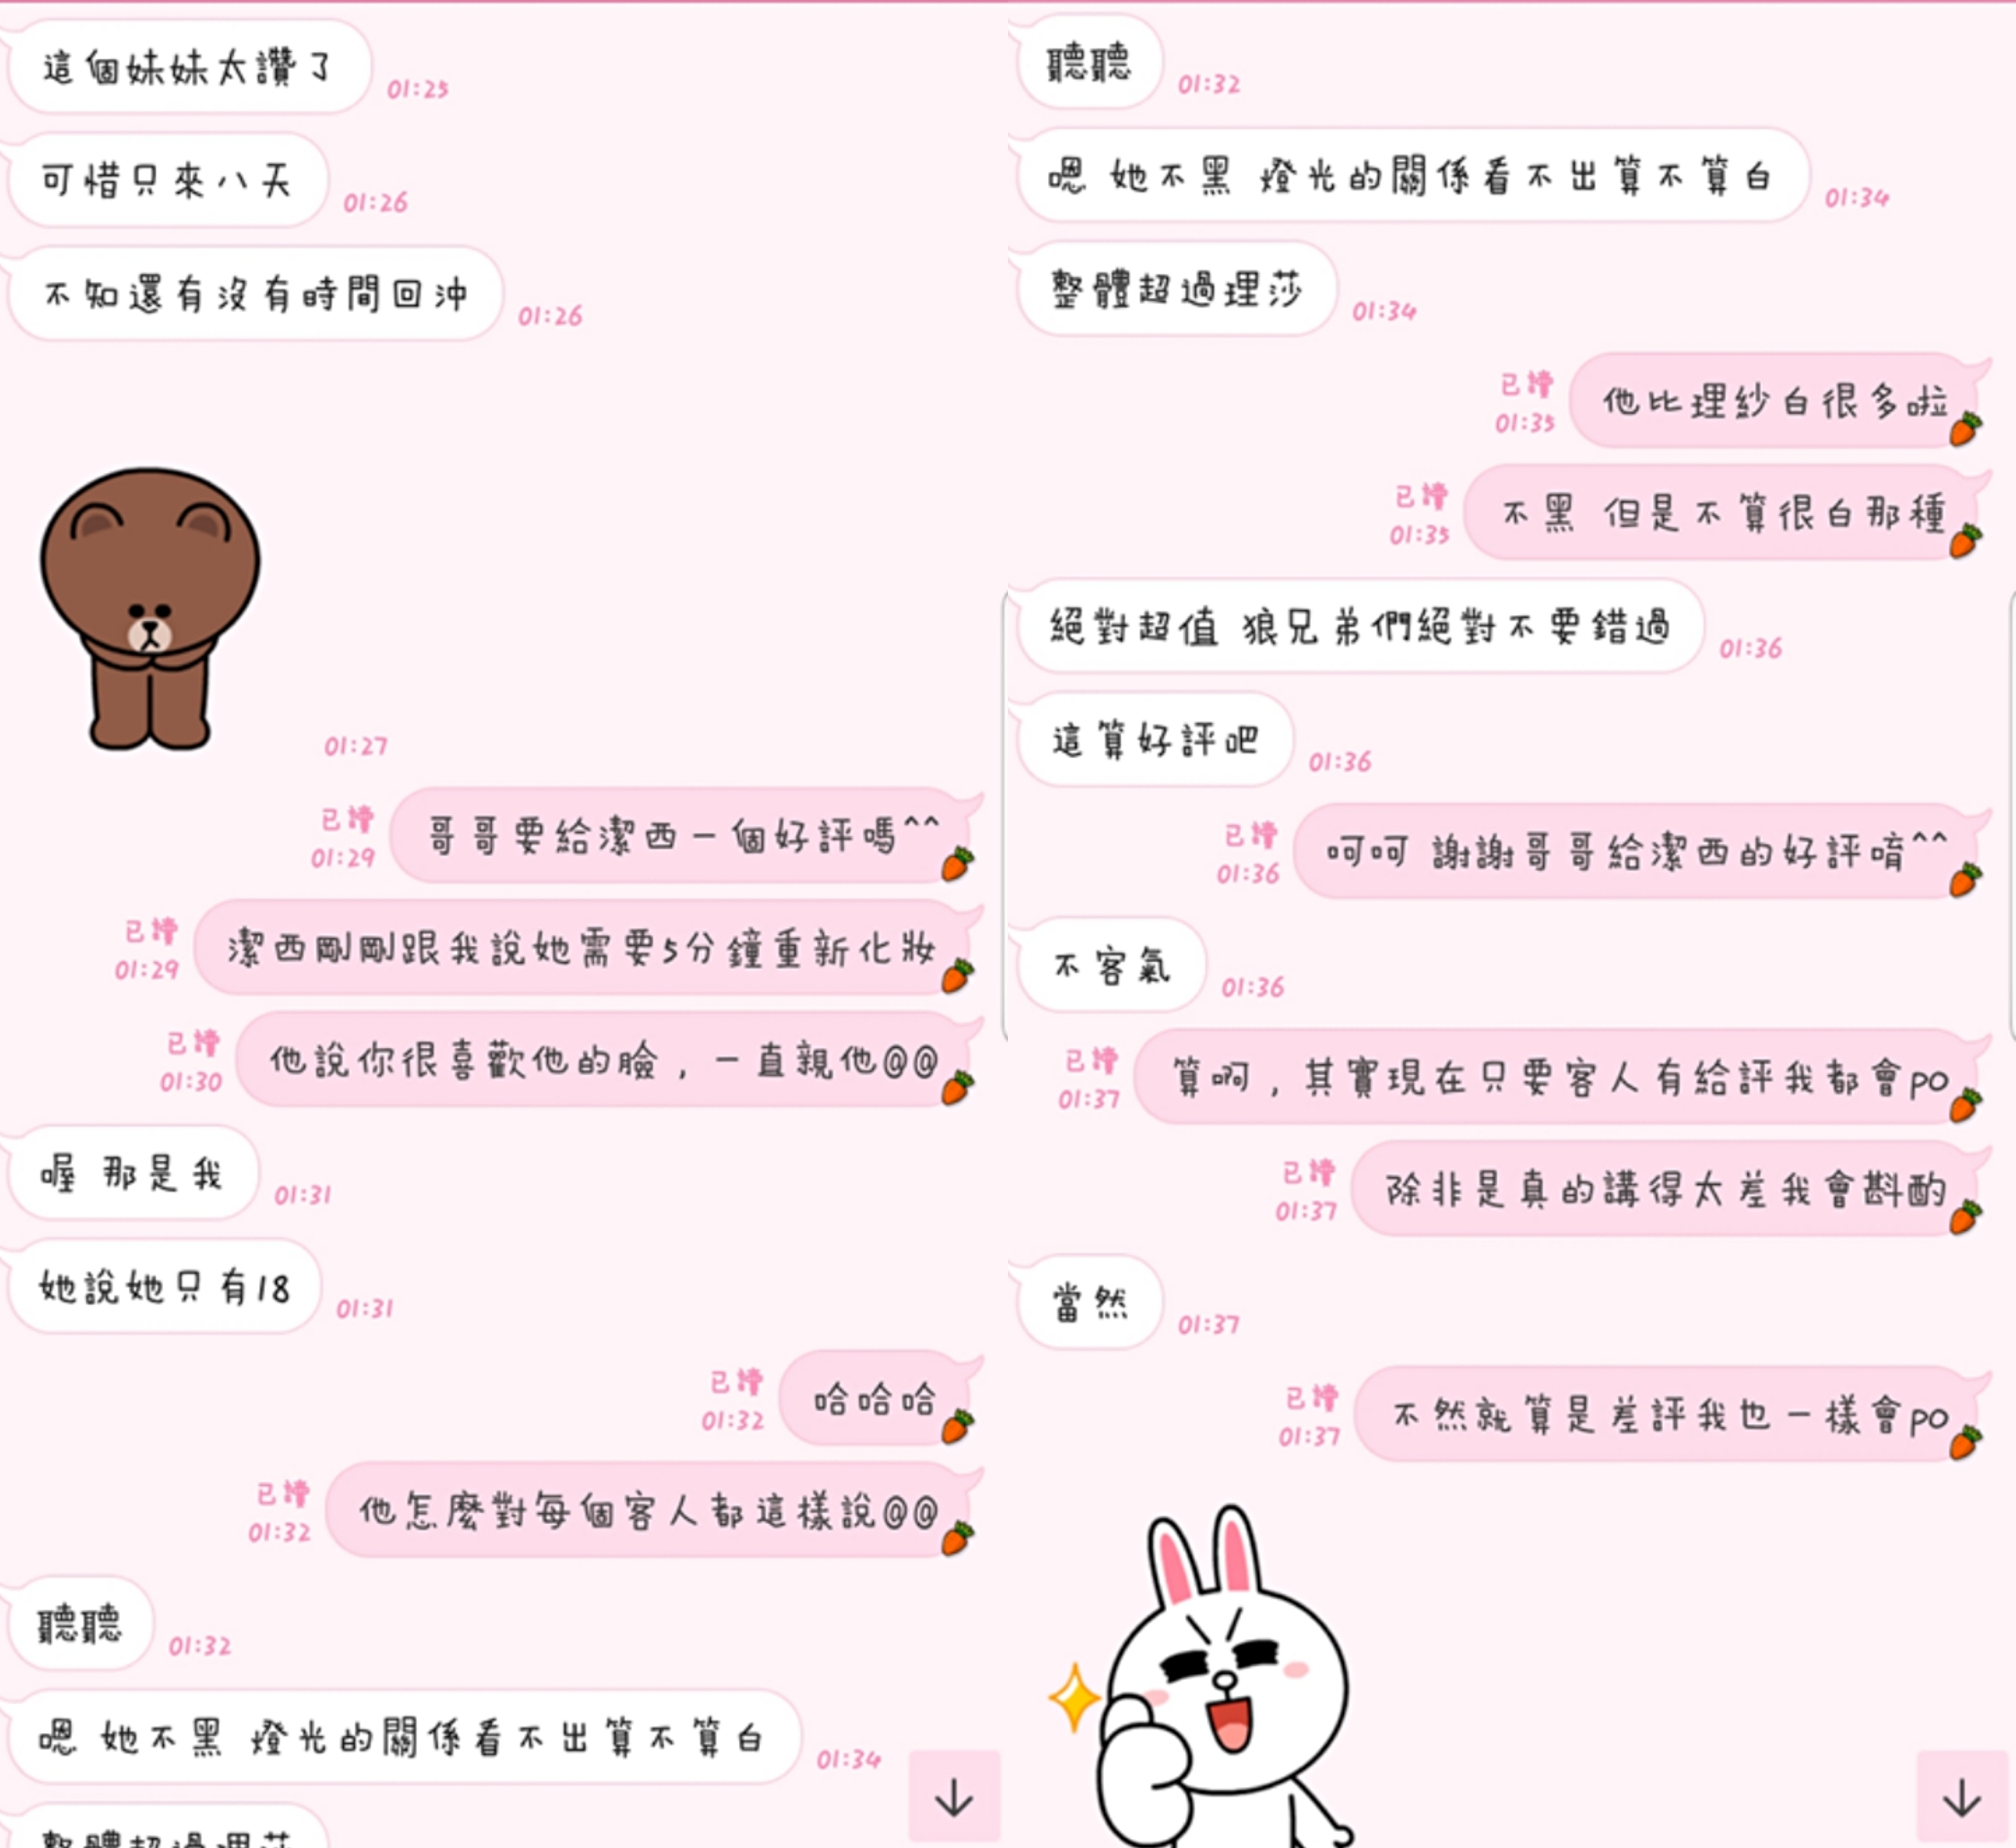 這個妹妹太讚了
01:25
可惜只來八天
01:26
不知還有沒有時間回沖
01:26
01:27
已讀
01:29
哥哥要給潔西一個好評嗎^^
已讀
01:29
潔西剛剛跟我說她需要5分鐘重新化妝
已讀
01:30
他說你很喜歡他的臉，一直親他@@
喔 那是我
01:31
她說她只有18
01:31
已讀
01:32
哈哈哈
已讀
01:32
他怎麼對每個客人都這樣說@@
聽聽
01:32
嗯 她不黑 燈光的關係看不出算不算白
01:34
整體超過理莎
聽聽
01:32
嗯 她不黑 燈光的關係看不出算不算白
01:34
整體超過理莎
01:34
已讀
01:35
他比理紗白很多啦
已讀
01:35
不黑 但是不算很白那種
絕對超值 狼兄弟們絕對不要錯過
01:36
這算好評吧
01:36
已讀
01:36
呵呵 謝謝哥哥給潔西的好評唷^^
不客氣
01:36
已讀
01:37
算啊，其實現在只要客人有給評我都會po
已讀
01:37
除非是真的講得太差我會斟酌
當然
01:37
已讀
01:37
不然就算是差評我也一樣會po